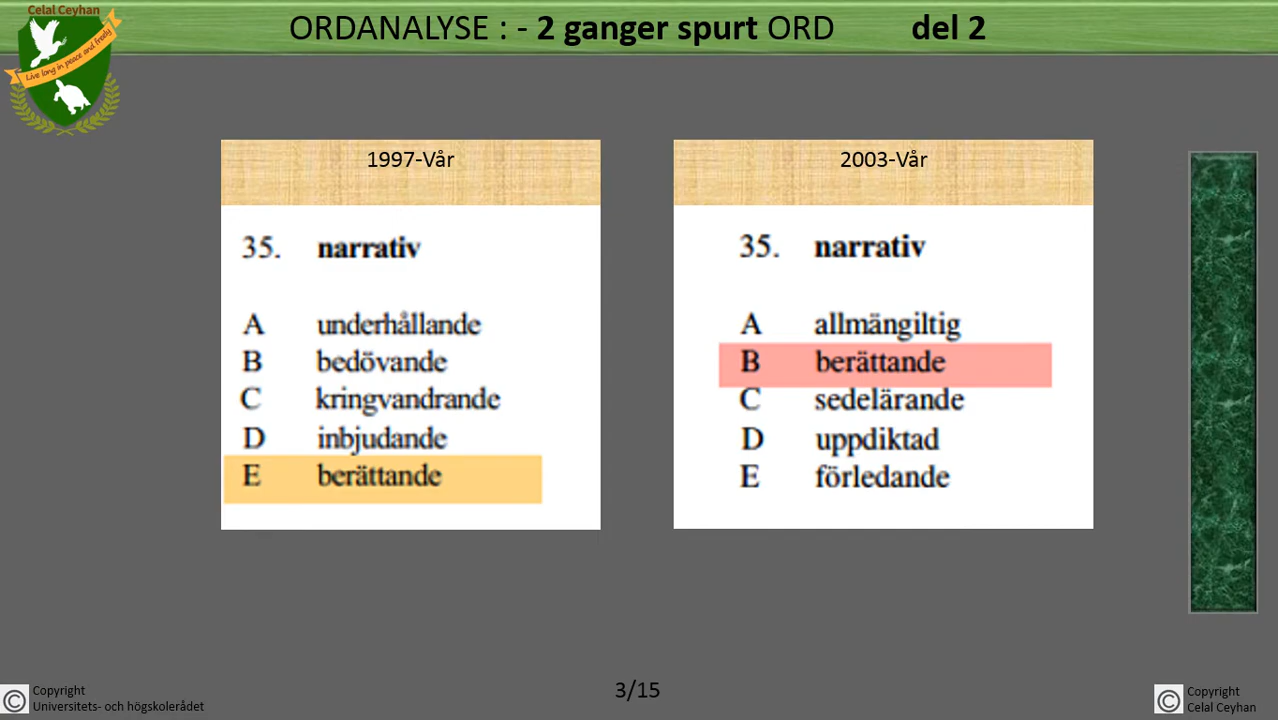 Celal Ceyhan
Live long in peace and freely
ORDANALYSE : - 2 ganger spurt ORD del 2
1997-Vår
35. narrativ
A underhållande
B bedövande
C kringvandrande
D inbjudande
E berättande
2003-Vår
35. narrativ
A allmängiltig
B berättande
C sedelärande
D uppdiktad
E förledande
© Copyright
Universitets- och högskolerådet
3/15
© Copyright
Celal Ceyhan